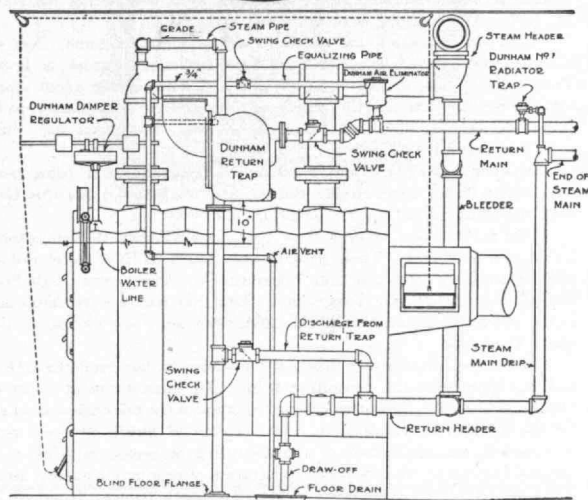 GRADE
STEAM PIPE
SWING CHECK VALVE
EQUALIZING PIPE
STEAM HEADER
DUNHAM AIR ELIMINATOR
DUNHAM No 1
RADIATOR
TRAP
3/4"
DUNHAM DAMPER
REGULATOR
DUNHAM
RETURN
TRAP
SWING
CHECK
VALVE
RETURN
MAIN
END OF
STEAM
MAIN
BLEEDER
10"
AIR VENT
BOILER
WATER
LINE
DISCHARGE FROM
RETURN TRAP
STEAM
MAIN DRIP
SWING
CHECK
VALVE
RETURN HEADER
DRAW-OFF
BLIND FLOOR FLANGE
FLOOR DRAIN